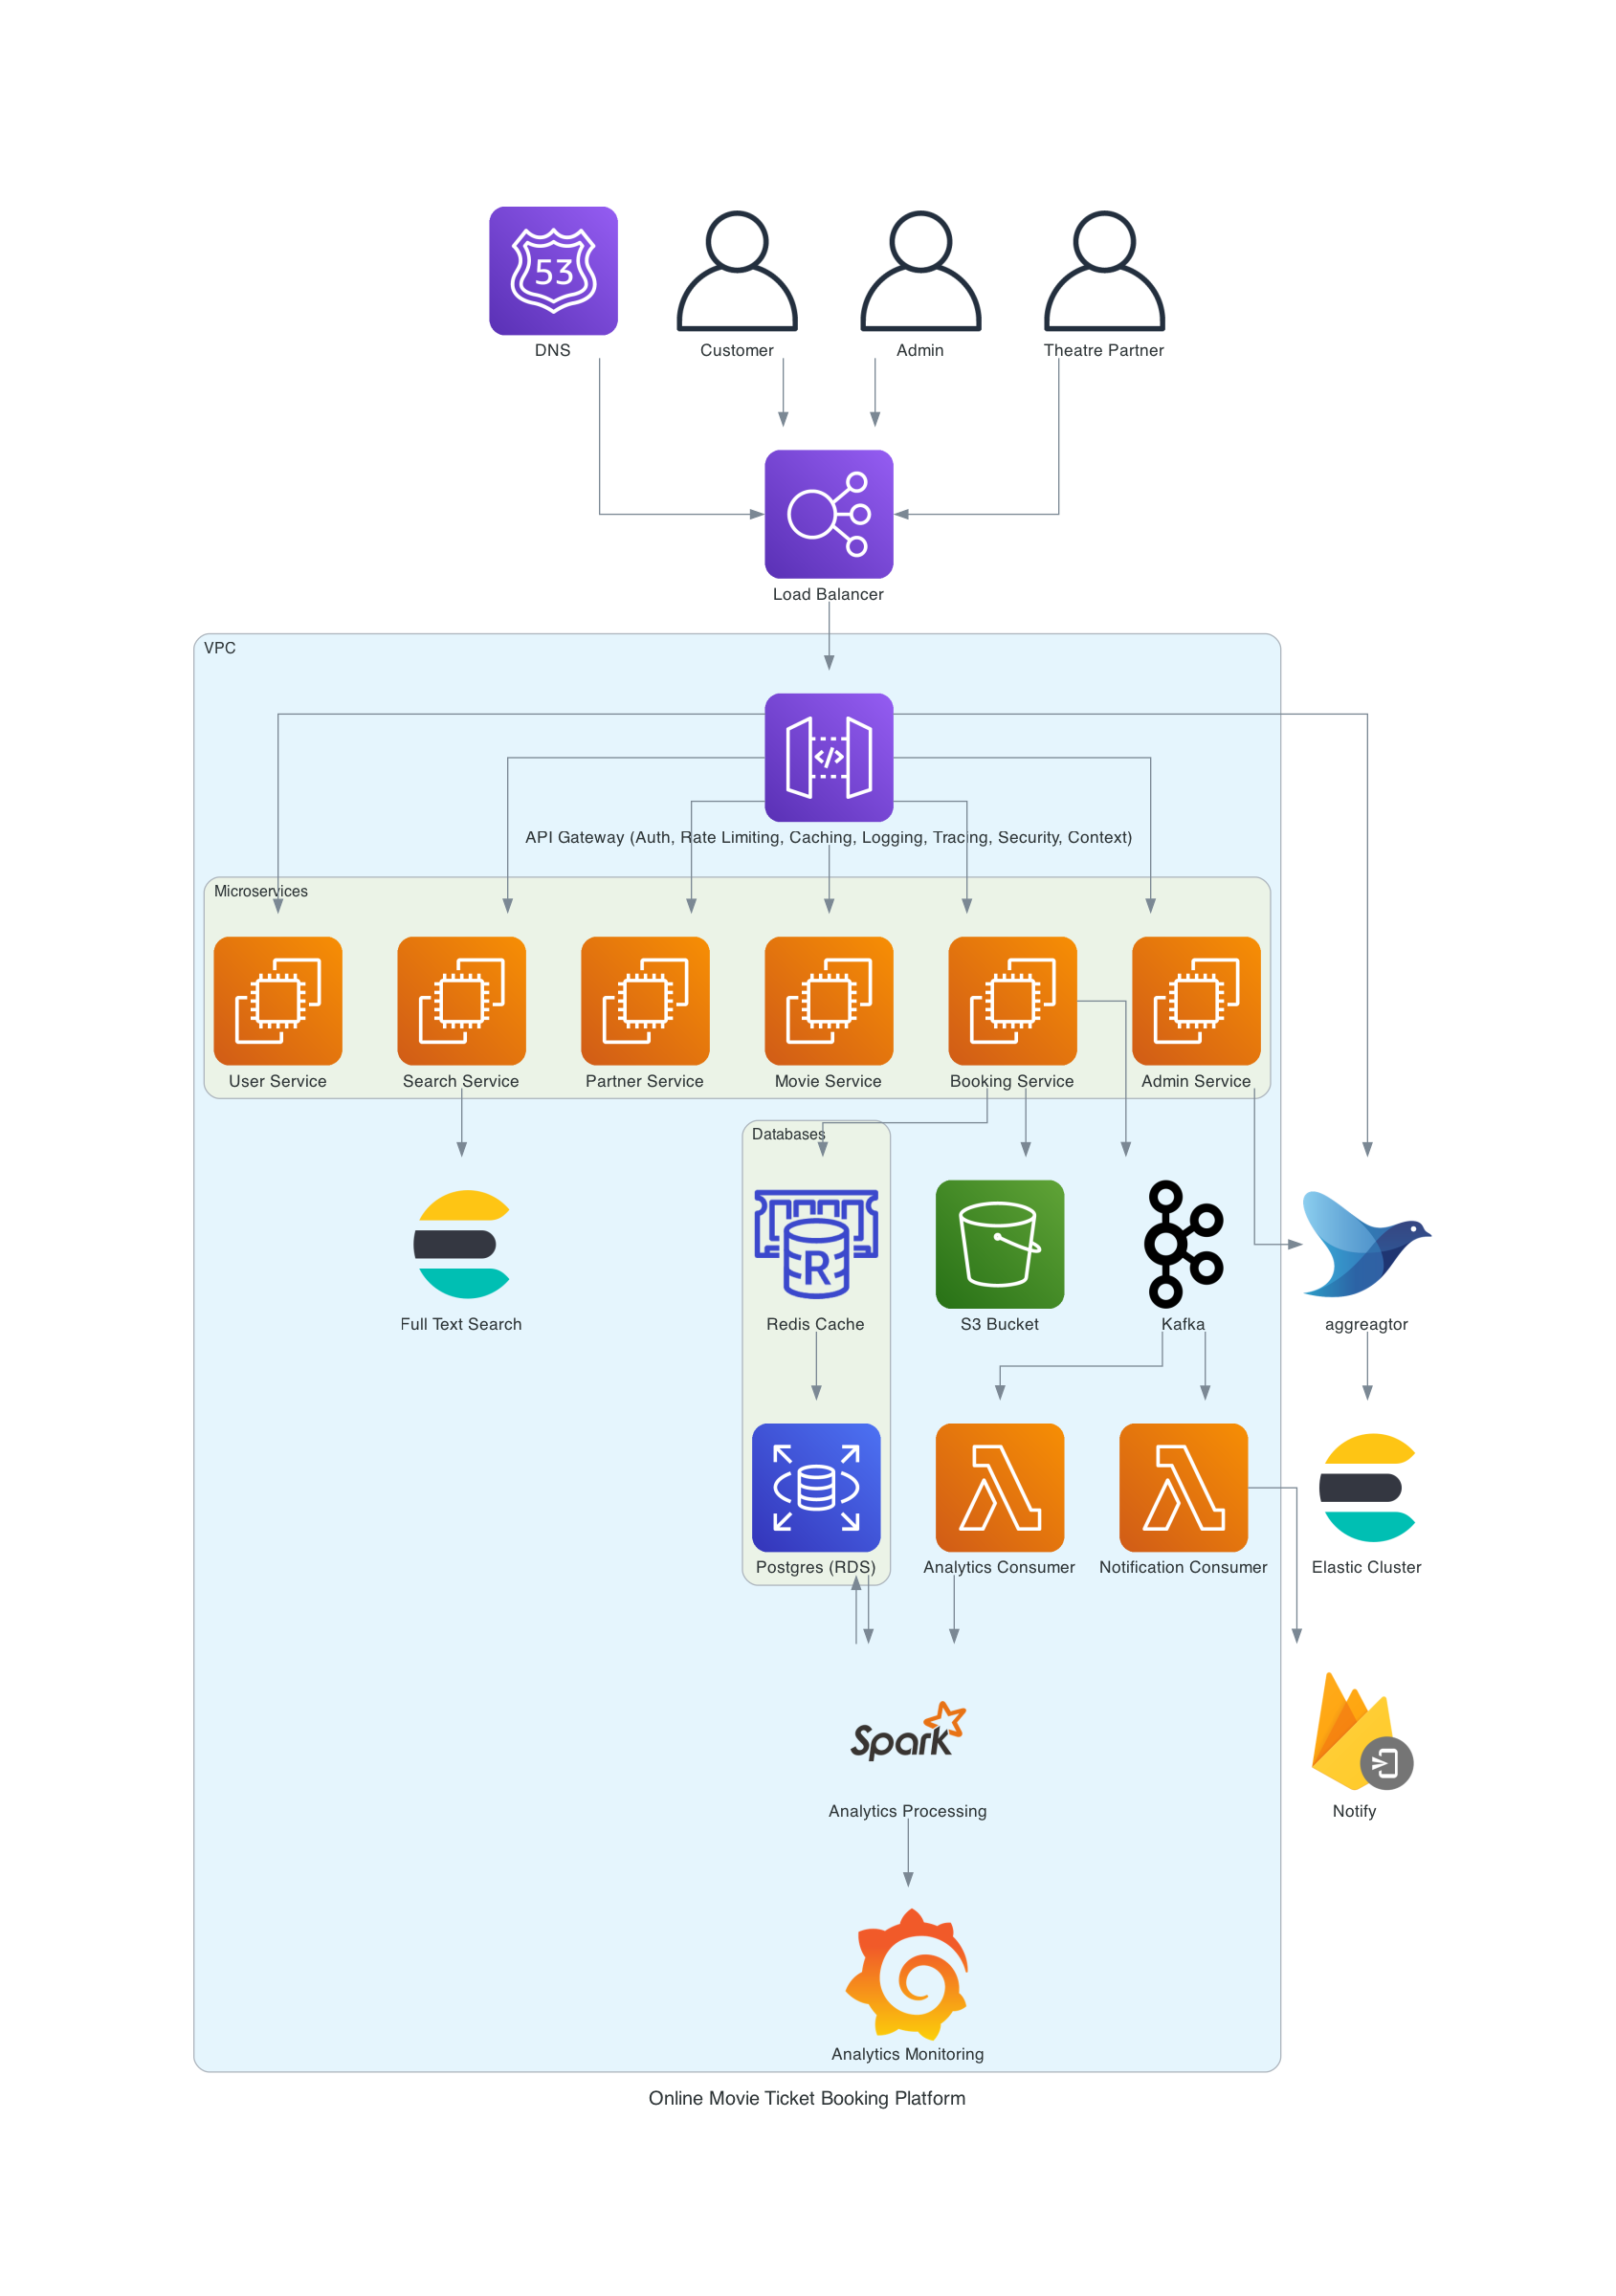 53
DNS
Customer
Admin
Theatre Partner
Load Balancer
VPC
</>
API Gateway (Auth, Rate Limiting, Caching, Logging, Tracing, Security, Context)
Microservices
User Service
Search Service
Partner Service
Movie Service
Booking Service
Admin Service
Databases
R
Full Text Search
Redis Cache
S3 Bucket
Kafka
aggreagtor
Postgres (RDS)
Analytics Consumer
Notification Consumer
Elastic Cluster
Spark
Analytics Processing
Notify
Analytics Monitoring
Online Movie Ticket Booking Platform